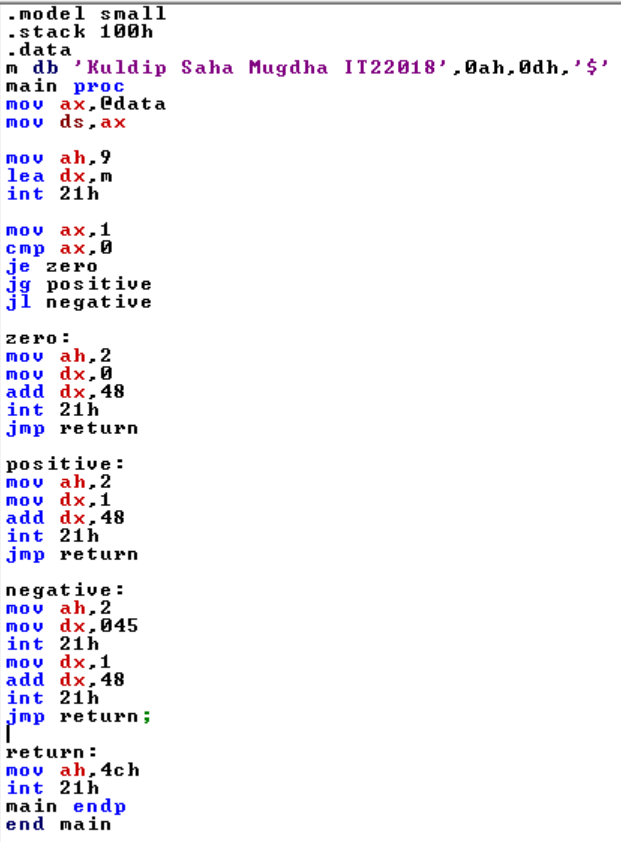 .model small
.stack 100h
.data
m db 'Kuldip Saha Mugdha IT22018',0ah,0dh,'$'
main proc
mov ax,@data
mov ds,ax
mov ah,9
lea dx,m
int 21h
mov ax,1
cmp ax,0
je zero
jg positive
jl negative
zero:
mov ah,2
mov dx,0
add dx,48
int 21h
jmp return
positive:
mov ah,2
mov dx,1
add dx,48
int 21h
jmp return
negative:
mov ah,2
mov dx,045
int 21h
mov dx,1
add dx,48
int 21h
jmp return;
return:
mov ah,4ch
int 21h
main endp
end main